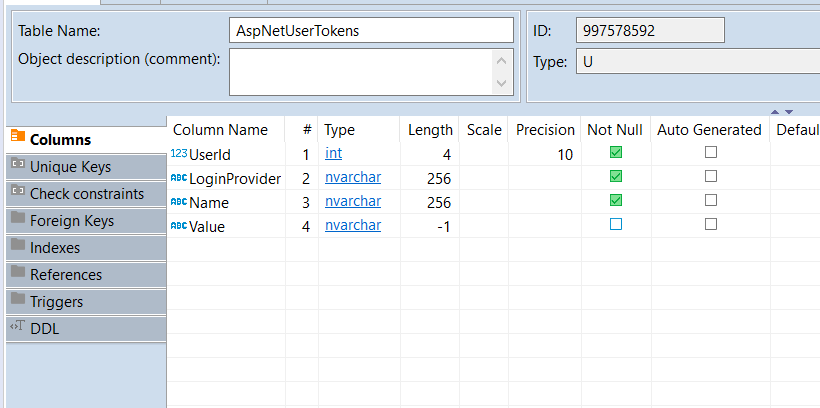 Table Name: AspNetUserTokens
ID: 997578592
Object description (comment):
Type: U
Columns
Unique Keys
Check constraints
Foreign Keys
Indexes
References
Triggers
DDL
Column Name # Type Length Scale Precision Not Null Auto Generated Defaul
123 UserId 1 int 4 10
ABC LoginProvider 2 nvarchar 256
ABC Name 3 nvarchar 256
ABC Value 4 nvarchar -1